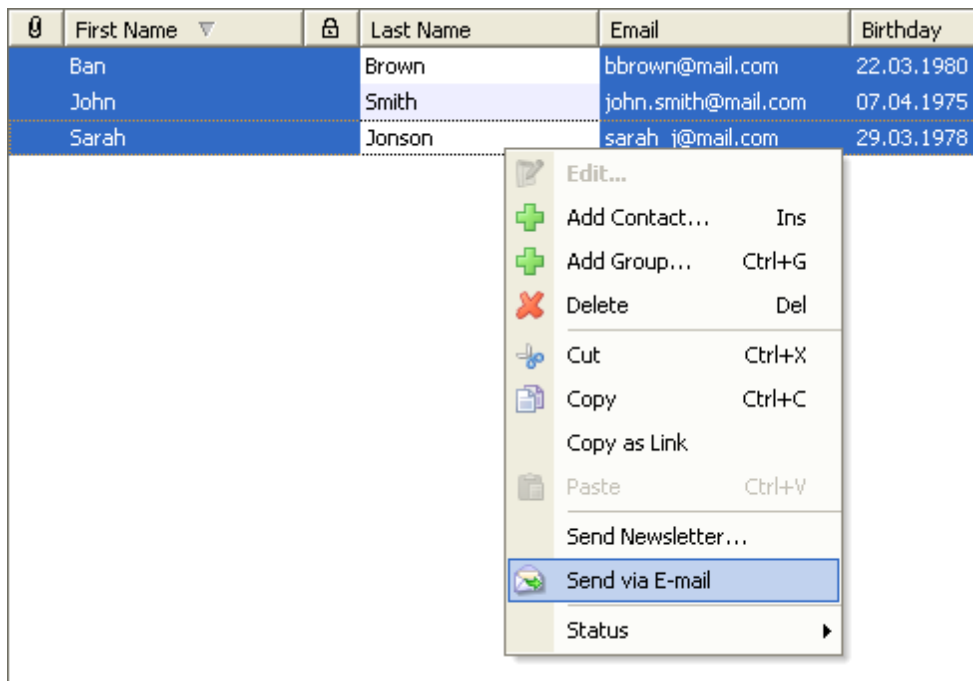 First Name Last Name Email Birthday
Ban Brown bbrown@mail.com 22.03.1980
John Smith john.smith@mail.com 07.04.1975
Sarah Jonson sarah_j@mail.com 29.03.1978
Edit...
Add Contact... Ins
Add Group... Ctrl+G
Delete Del
Cut Ctrl+X
Copy Ctrl+C
Copy as Link
Paste Ctrl+V
Send Newsletter...
Send via E-mail
Status